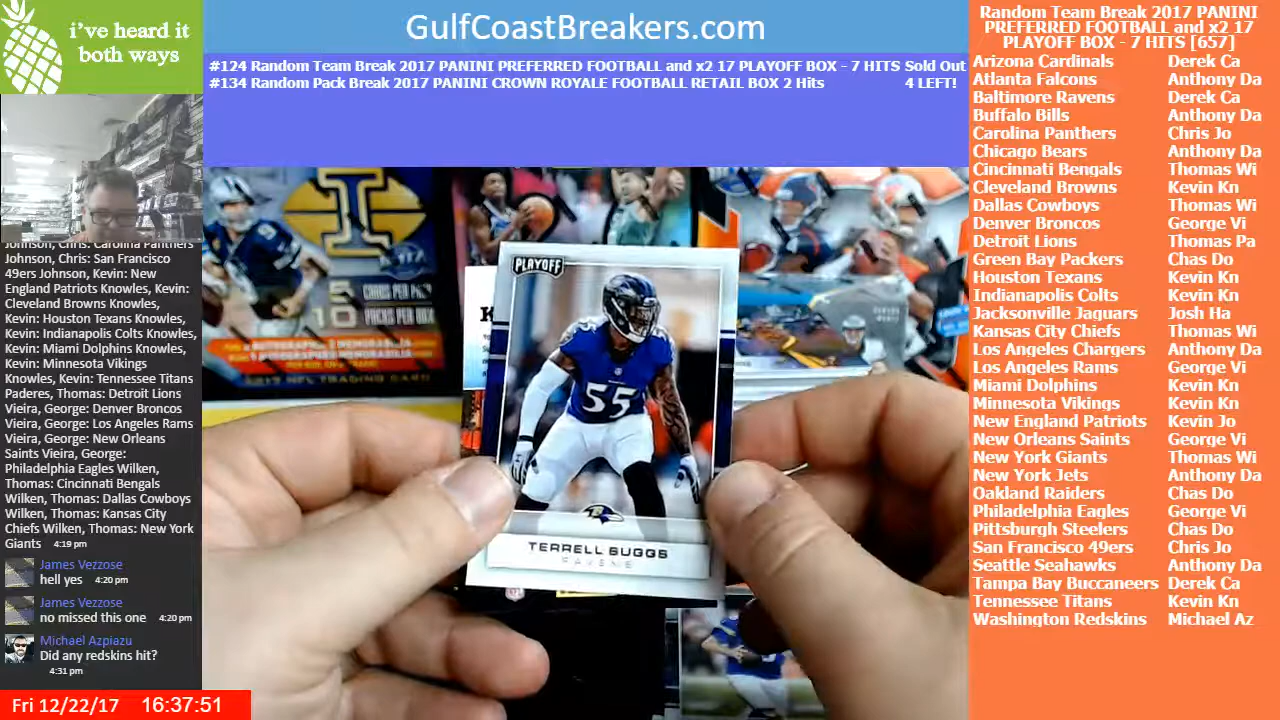 i've heard it
both ways
GulfCoastBreakers.com
#124 Random Team Break 2017 PANINI PREFERRED FOOTBALL and x2 17 PLAYOFF BOX - 7 HITS Sold Out
#134 Random Pack Break 2017 PANINI CROWN ROYALE FOOTBALL RETAIL BOX 2 Hits 4 LEFT!
Random Team Break 2017 PANINI
PREFERRED FOOTBALL and x2 17
PLAYOFF BOX - 7 HITS [657]
Arizona Cardinals Derek Ca
Atlanta Falcons Anthony Da
Baltimore Ravens Derek Ca
Buffalo Bills Anthony Da
Carolina Panthers Chris Jo
Chicago Bears Anthony Da
Cincinnati Bengals Thomas Wi
Cleveland Browns Kevin Kn
Dallas Cowboys Thomas Wi
Denver Broncos George Vi
Detroit Lions Thomas Pa
Green Bay Packers Chas Do
Houston Texans Kevin Kn
Indianapolis Colts Kevin Kn
Jacksonville Jaguars Josh Ha
Kansas City Chiefs Thomas Wi
Los Angeles Chargers Anthony Da
Los Angeles Rams George Vi
Miami Dolphins Kevin Kn
Minnesota Vikings Kevin Kn
New England Patriots Kevin Jo
New Orleans Saints George Vi
New York Giants Thomas Wi
New York Jets Anthony Da
Oakland Raiders Chas Do
Philadelphia Eagles George Vi
Pittsburgh Steelers Chas Do
San Francisco 49ers Chris Jo
Seattle Seahawks Anthony Da
Tampa Bay Buccaneers Derek Ca
Tennessee Titans Kevin Kn
Washington Redskins Michael Az
Johnson, Chris: Carolina Panthers
Johnson, Chris: San Francisco
49ers Johnson, Kevin: New
England Patriots Knowles, Kevin:
Cleveland Browns Knowles,
Kevin: Houston Texans Knowles,
Kevin: Indianapolis Colts Knowles,
Kevin: Miami Dolphins Knowles,
Kevin: Minnesota Vikings
Knowles, Kevin: Tennessee Titans
Paderes, Thomas: Detroit Lions
Vieira, George: Denver Broncos
Vieira, George: Los Angeles Rams
Vieira, George: New Orleans
Saints Vieira, George:
Philadelphia Eagles Wilken,
Thomas: Cincinnati Bengals
Wilken, Thomas: Dallas Cowboys
Wilken, Thomas: Kansas City
Chiefs Wilken, Thomas: New York
Giants 4:19 pm
James Vezzose
hell yes 4:20 pm
James Vezzose
no missed this one 4:20 pm
Michael Azpiazu
Did any redskins hit?
4:31 pm
Fri 12/22/17 16:37:51
PLAYOFF
55
TERRELL SUGGS
RAVENS
CARDS PER PACK
PACKS PER BOX